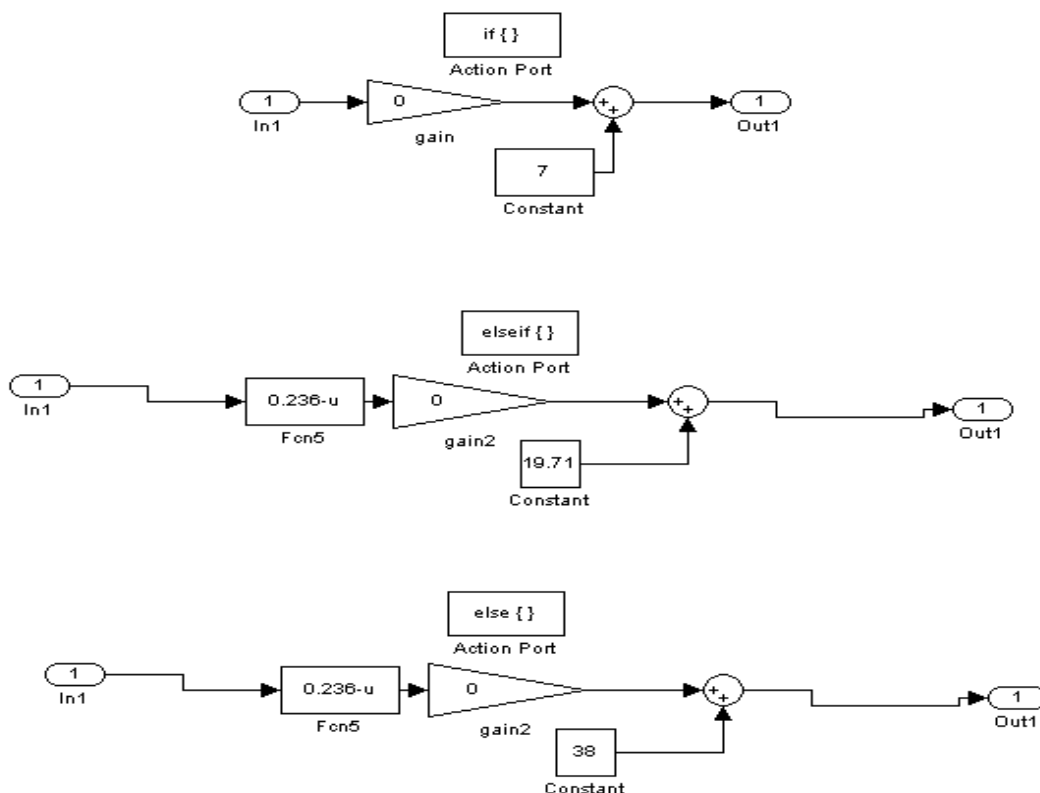 if { }
Action Port
1
In1
0
gain
7
Constant
1
Out1
elseif { }
Action Port
1
In1
0.236-u
Fcn5
0
gain2
19.71
Constant
1
Out1
else { }
Action Port
1
In1
0.236-u
Fcn5
0
gain2
38
Constant
1
Out1